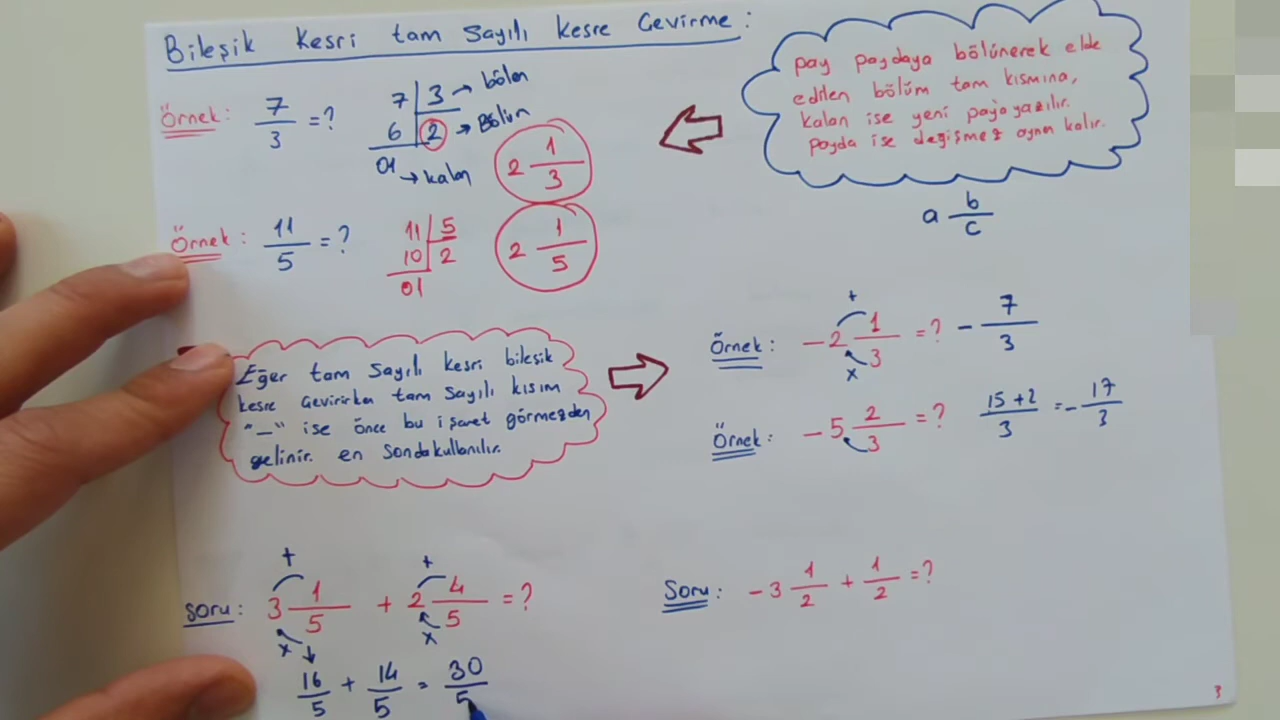 Bileşik Kesri tam sayılı kesre Çevirme:
pay paydaya bölünerek elde
edilen bölüm tam kısmına,
kalan ise yeni paya yazılır.
payda ise değişmez aynın kalır.
a b/c
Örnek: 7/3 = ?
7 | 3 → bölen
6 | 2 → Bölüm
01 → kalan
2 1/3
Örnek: 11/5 = ?
11 | 5
10 | 2
01
2 1/5
Eğer tam sayılı kesri bileşik
kesre çevirirken tam sayılı kısım
"—" ise önce bu işaret görmezden
gelinir. en sonda kullanılır.
+
Örnek: -2 1/3 = ? - 7/3
x
Örnek: -5 2/3 = ? 15+2/3 = - 17/3
+ +
Soru: 3 1/5 + 2 4/5 = ?
x x
16/5 + 14/5 = 30/5
Soru: -3 1/2 + 1/2 = ?
3